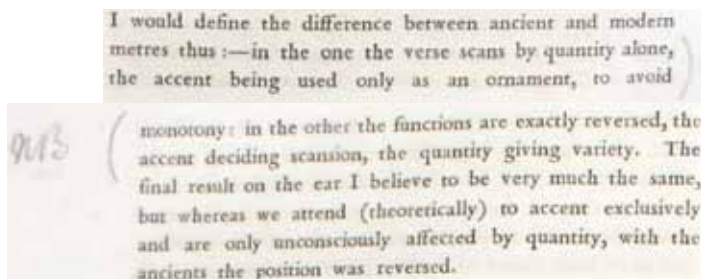 I would define the difference between ancient and modern
metres thus :—in the one the verse scans by quantity alone,
the accent being used only as an ornament, to avoid
NB ( monotony: in the other the functions are exactly reversed, the
accent deciding scansion, the quantity giving variety. The
final result on the ear I believe to be very much the same,
but whereas we attend (theoretically) to accent exclusively
and are only unconsciously affected by quantity, with the
ancients the position was reversed.